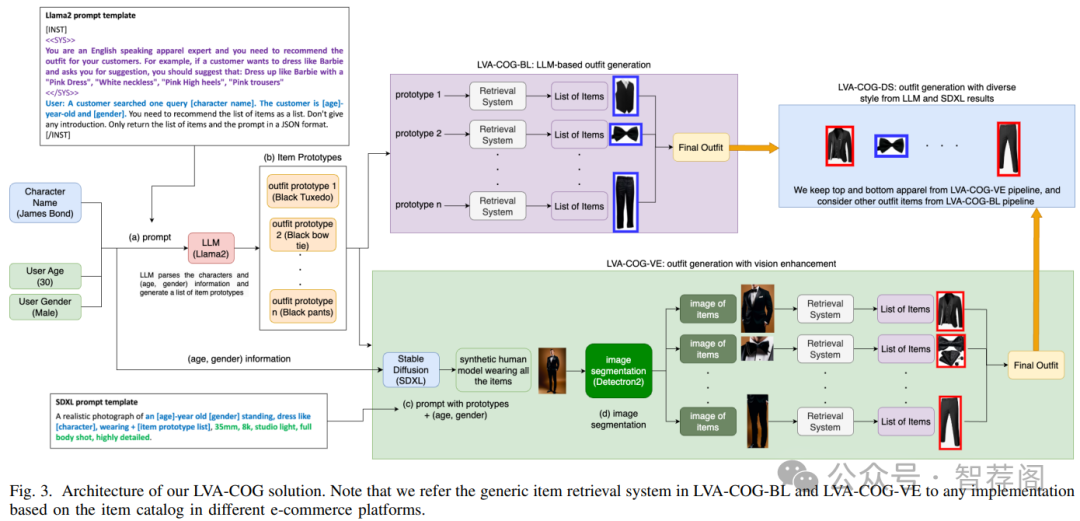 Llama2 prompt template
[INST]
<<SYS>>
You are an English speaking apparel expert and you need to recommend the
outfit for your customers. For example, if a customer wants to dress like Barbie
and asks you for suggestion, you should suggest that: Dress up like Barbie with a
"Pink Dress", "White neckless", "Pink High heels", "Pink trousers"
<</SYS>>
User: A customer searched one query [character name]. The customer is [age]-
year-old and [gender]. You need to recommend the list of items as a list. Don't give
any introduction. Only return the list of items and the prompt in a JSON format.
[/INST]
Character
Name
(James Bond)
User Age
(30)
User Gender
(Male)
(a) prompt
LLM
(Llama2)
LLM parses the characters and
(age, gender) information and
generate a list of item prototypes
(b) Item Prototypes
outfit prototype 1
(Black Tuxedo)
outfit prototype
2 (Black bow
tie)
outfit prototype
n (Black pants)
(age, gender) information
SDXL prompt template
A realistic photograph of an [age]-year old [gender] standing, dress like
[character], wearing + [item prototype list], 35mm, 8k, studio light, full
body shot, highly detailed.
LVA-COG-BL: LLM-based outfit generation
prototype 1
Retrieval
System
List of Items
prototype 2
Retrieval
System
List of Items
prototype n
Retrieval
System
List of Items
Final Outfit
LVA-COG-DS: outfit generation with diverse
style from LLM and SDXL results
We keep top and bottom apparel from LVA-COG-VE pipeline, and
consider other outfit items from LVA-COG-BL pipeline
LVA-COG-VE: outfit generation with vision enhancement
Stable
Diffusion
(SDXL)
synthetic human
model wearing all
the items
(c) prompt with prototypes
+ (age, gender)
image
segmentation
(Detectron2)
(d) image
segmentation
image of
items
Retrieval
System
List of Items
image of
items
Retrieval
System
List of Items
image of
items
Retrieval
System
List of Items
Final Outfit
公众号·智荐阁
Fig. 3. Architecture of our LVA-COG solution. Note that we refer the generic item retrieval system in LVA-COG-BL and LVA-COG-VE to any implementation
based on the item catalog in different e-commerce platforms.